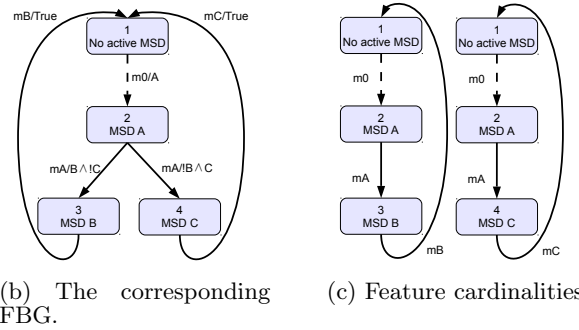 mB/True
mC/True
1
No active MSD
m0/A
2
MSD A
mA/B∧!C
mA/!B∧C
3
MSD B
4
MSD C
(b) The corresponding
FBG.
1
No active MSD
m0
2
MSD A
mA
3
MSD B
mB
1
No active MSD
m0
2
MSD A
mA
4
MSD C
mC
(c) Feature cardinalities